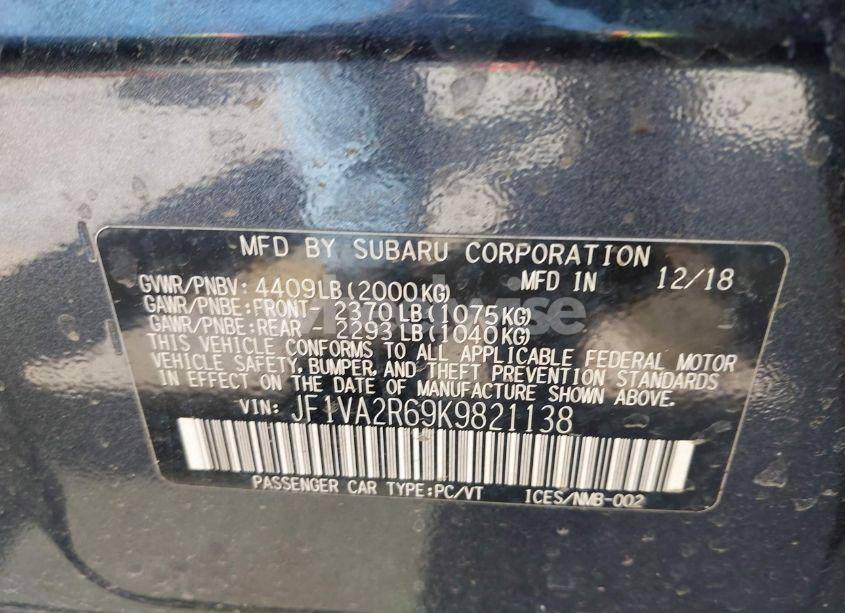 MFD BY SUBARU CORPORATION
GVWR/PNBV: 4409LB(2000KG) MFD IN 12/18
GAWR/PNBE:FRONT- 2370LB(1075KG)
GAWR/PNBE:REAR - 2293LB(1040KG)
THIS VEHICLE CONFORMS TO ALL APPLICABLE FEDERAL MOTOR
VEHICLE SAFETY, BUMPER, AND THEFT PREVENTION STANDARDS
IN EFFECT ON THE DATE OF MANUFACTURE SHOWN ABOVE.
VIN: JF1VA2R69K9821138
PASSENGER CAR TYPE:PC/VT ICES/NMB-002